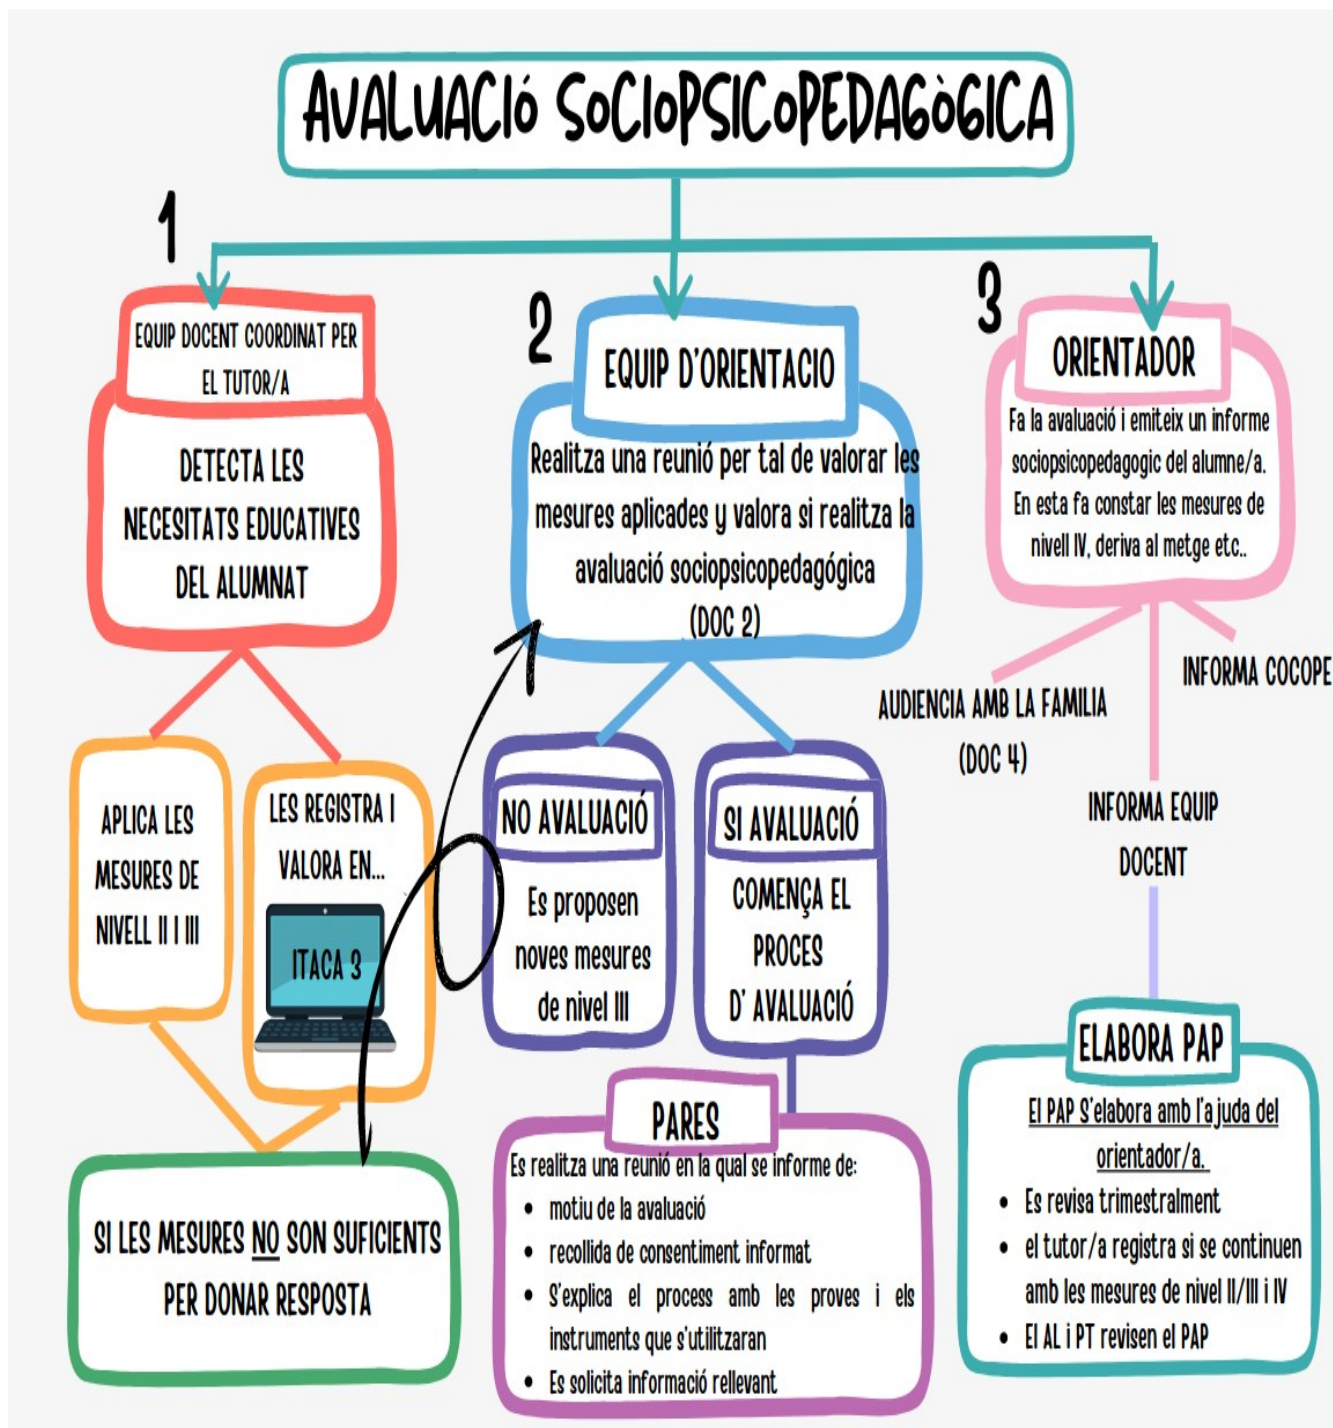 AVALUACIÓ SOCIOPSICOPEDAGÒGICA
1
EQUIP DOCENT COORDINAT PER
EL TUTOR/A
DETECTA LES
NECESITATS EDUCATIVES
DEL ALUMNAT
APLICA LES
MESURES DE
NIVELL II I III
LES REGISTRA I
VALORA EN...
ITACA 3
SI LES MESURES NO SON SUFICIENTS
PER DONAR RESPOSTA
2
EQUIP D'ORIENTACIO
Realitza una reunió per tal de valorar les
mesures aplicades y valora si realitza la
avaluació sociopsicopedagógica
(DOC 2)
NO AVALUACIÓ
Es proposen
noves mesures
de nivel III
SI AVALUACIÓ
COMENÇA EL
PROCES
D' AVALUACIÓ
PARES
Es realitza una reunió en la qual se informe de:
• motiu de la avaluació
• recollida de consentiment informat
• S'explica el process amb les proves i els
instruments que s'utilitzaran
• Es solicita informació rellevant
3
ORIENTADOR
Fa la avaluació i emiteix un informe
sociopsicopedagogic del alumne/a.
En esta fa constar les mesures de
nivell IV, deriva al metge etc..
AUDIENCIA AMB LA FAMILIA
(DOC 4)
INFORMA EQUIP
DOCENT
INFORMA COCOPE
ELABORA PAP
El PAP S'elabora amb l'ajuda del
orientador/a.
• Es revisa trimestralment
• el tutor/a registra si se continuen
amb les mesures de nivel II/III i IV
• El AL i PT revisen el PAP